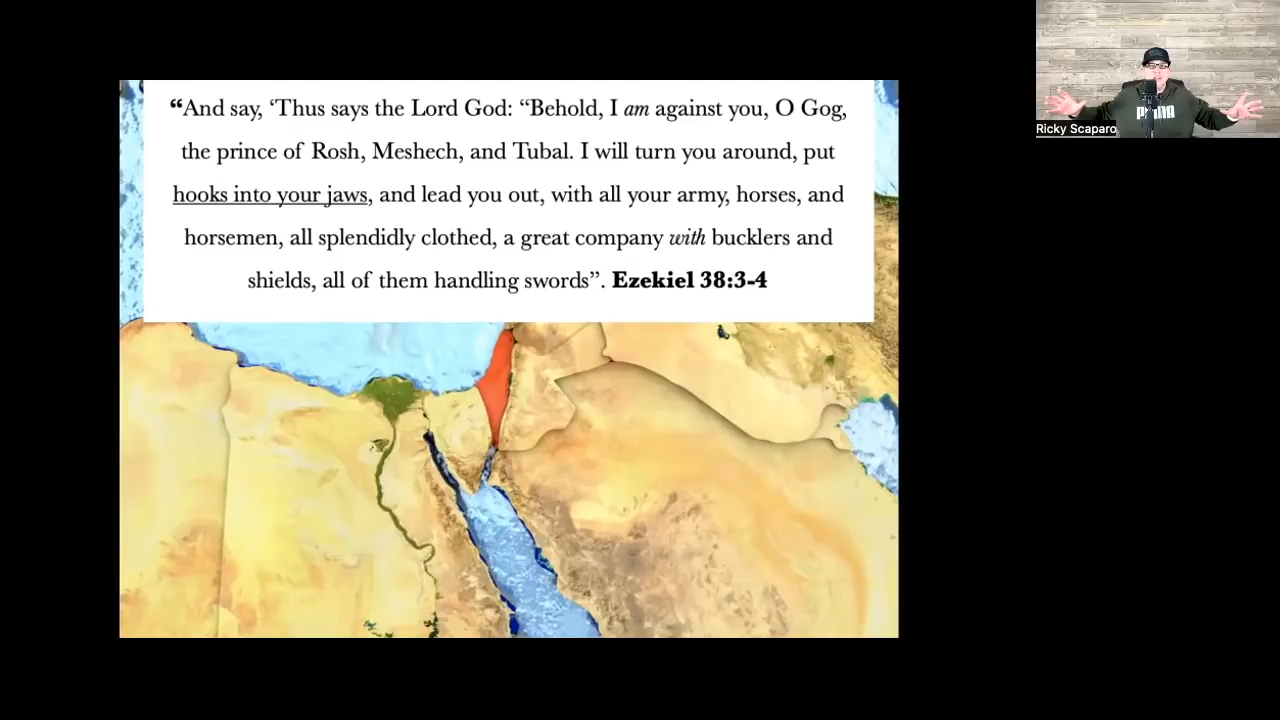 “And say, ‘Thus says the Lord God: “Behold, I am against you, O Gog,
the prince of Rosh, Meshech, and Tubal. I will turn you around, put
hooks into your jaws, and lead you out, with all your army, horses, and
horsemen, all splendidly clothed, a great company with bucklers and
shields, all of them handling swords”. Ezekiel 38:3-4
Ricky Scaparo